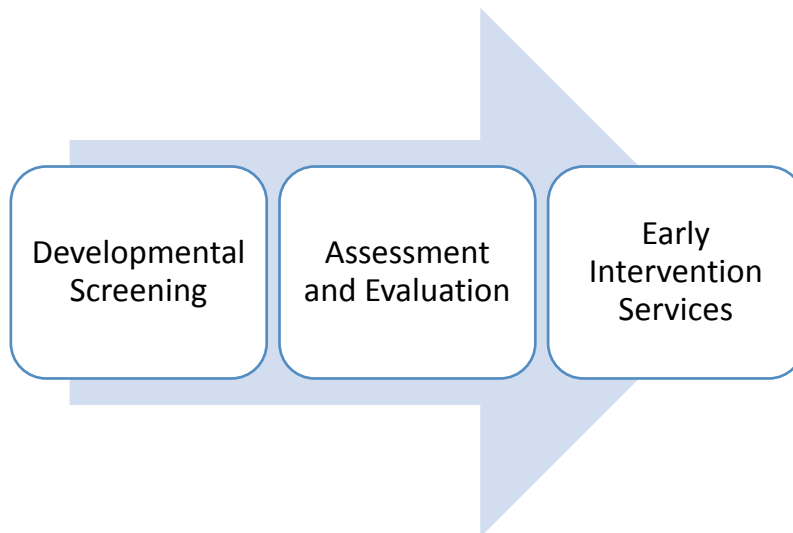 Developmental
Screening
Assessment
and Evaluation
Early
Intervention
Services